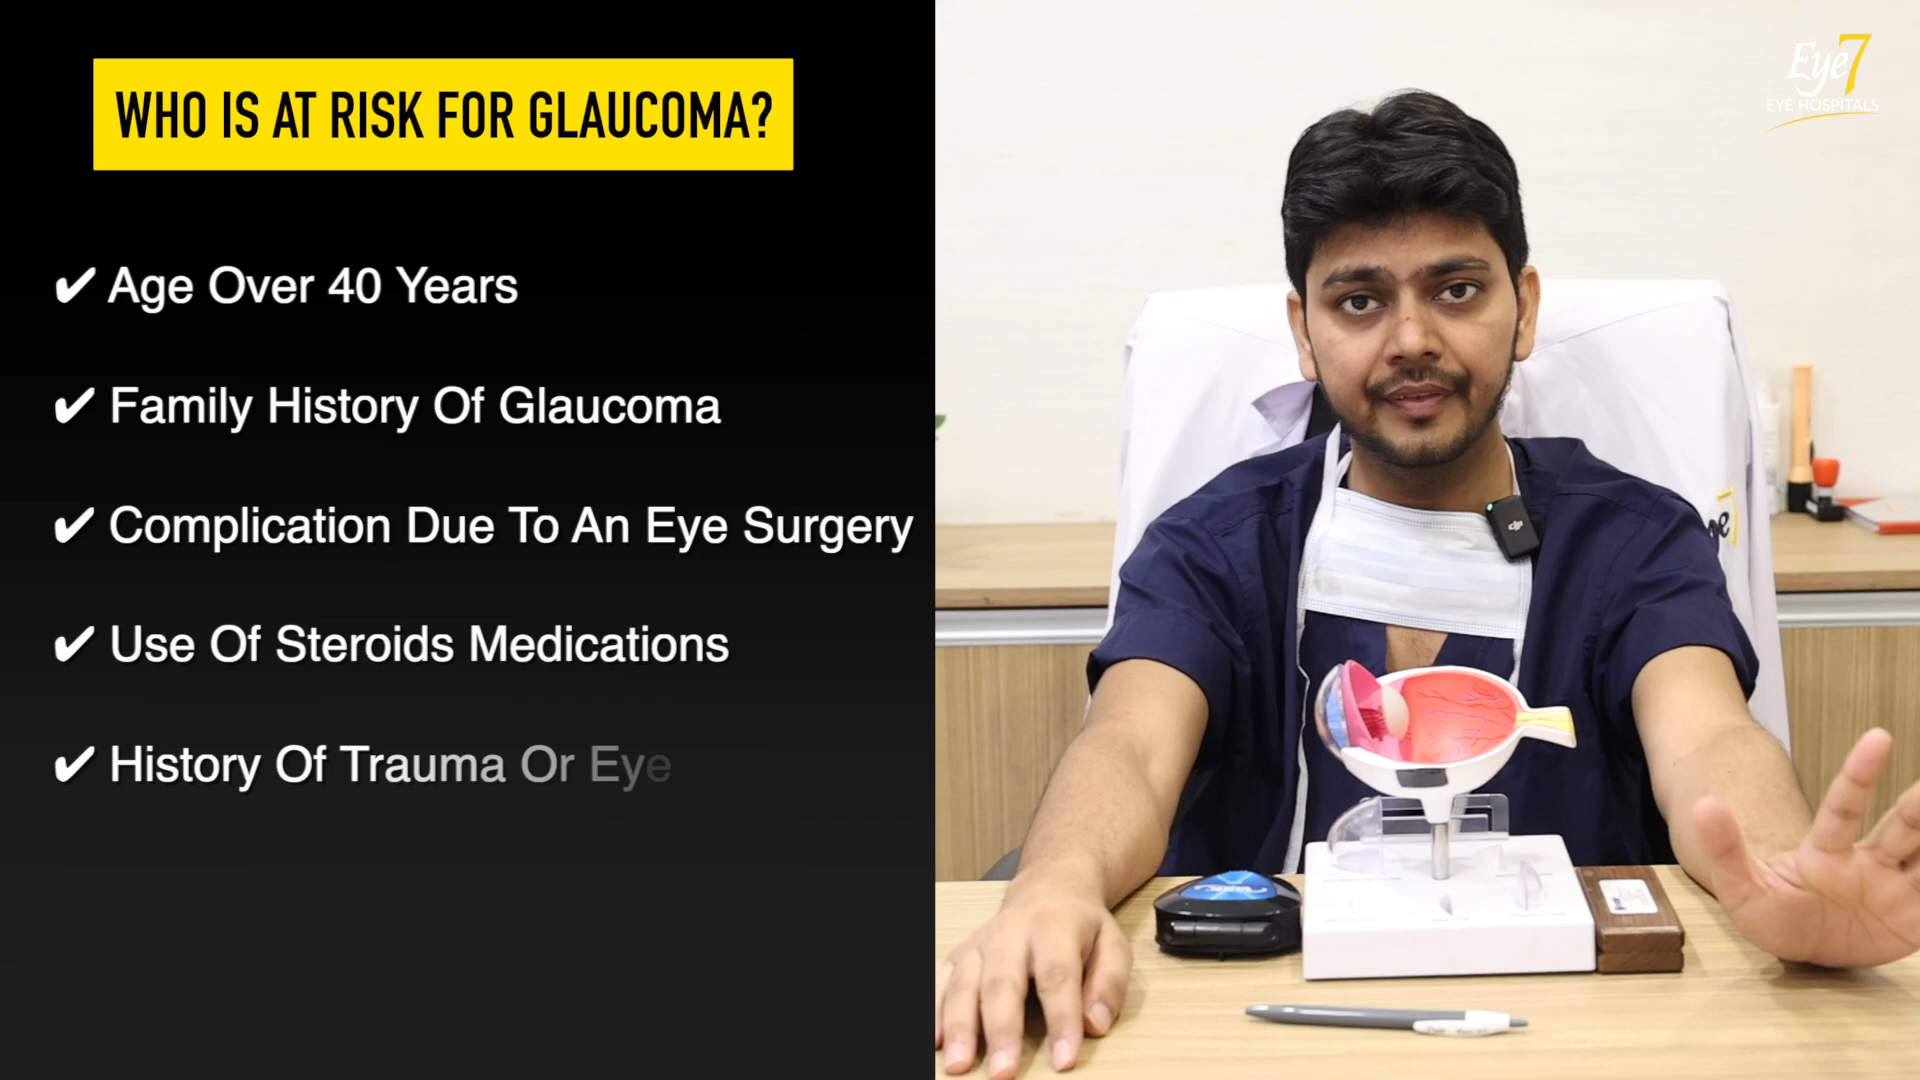 WHO IS AT RISK FOR GLAUCOMA?
✔ Age Over 40 Years
✔ Family History Of Glaucoma
✔ Complication Due To An Eye Surgery
✔ Use Of Steroids Medications
✔ History Of Trauma Or Eye
Eye7
EYE HOSPITALS
dji